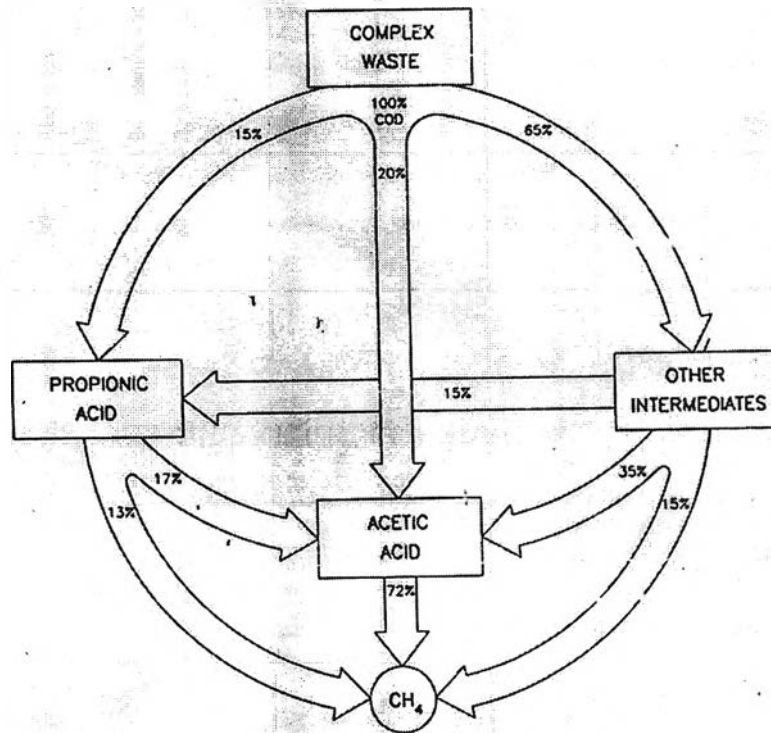 COMPLEX
WASTE
100%
COD
15%
65%
20%
PROPIONIC
ACID
15%
OTHER
INTERMEDIATES
17%
35%
13%
15%
ACETIC
ACID
72%
CH₄